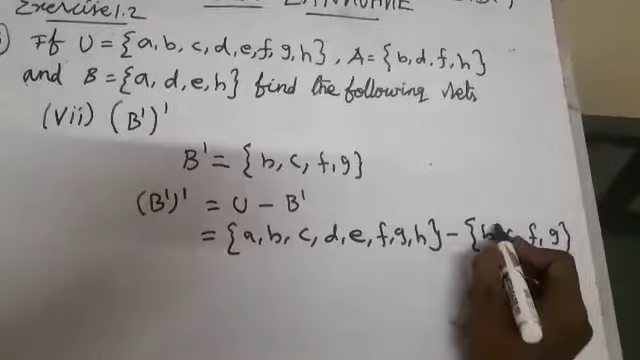 Exercise 1.2
If U = {a, b, c, d, e, f, g, h}, A = {b, d, f, h}
and B = {a, d, e, h} find the following sets
(vii) (B')'
B' = {b, c, f, g}
(B')' = U - B'
= {a, b, c, d, e, f, g, h} - {b, c, f, g}